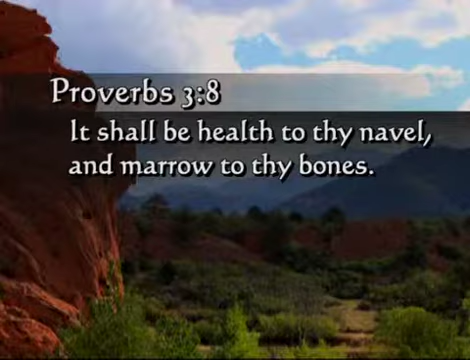 Proverbs 3:8
It shall be health to thy navel,
and marrow to thy bones.